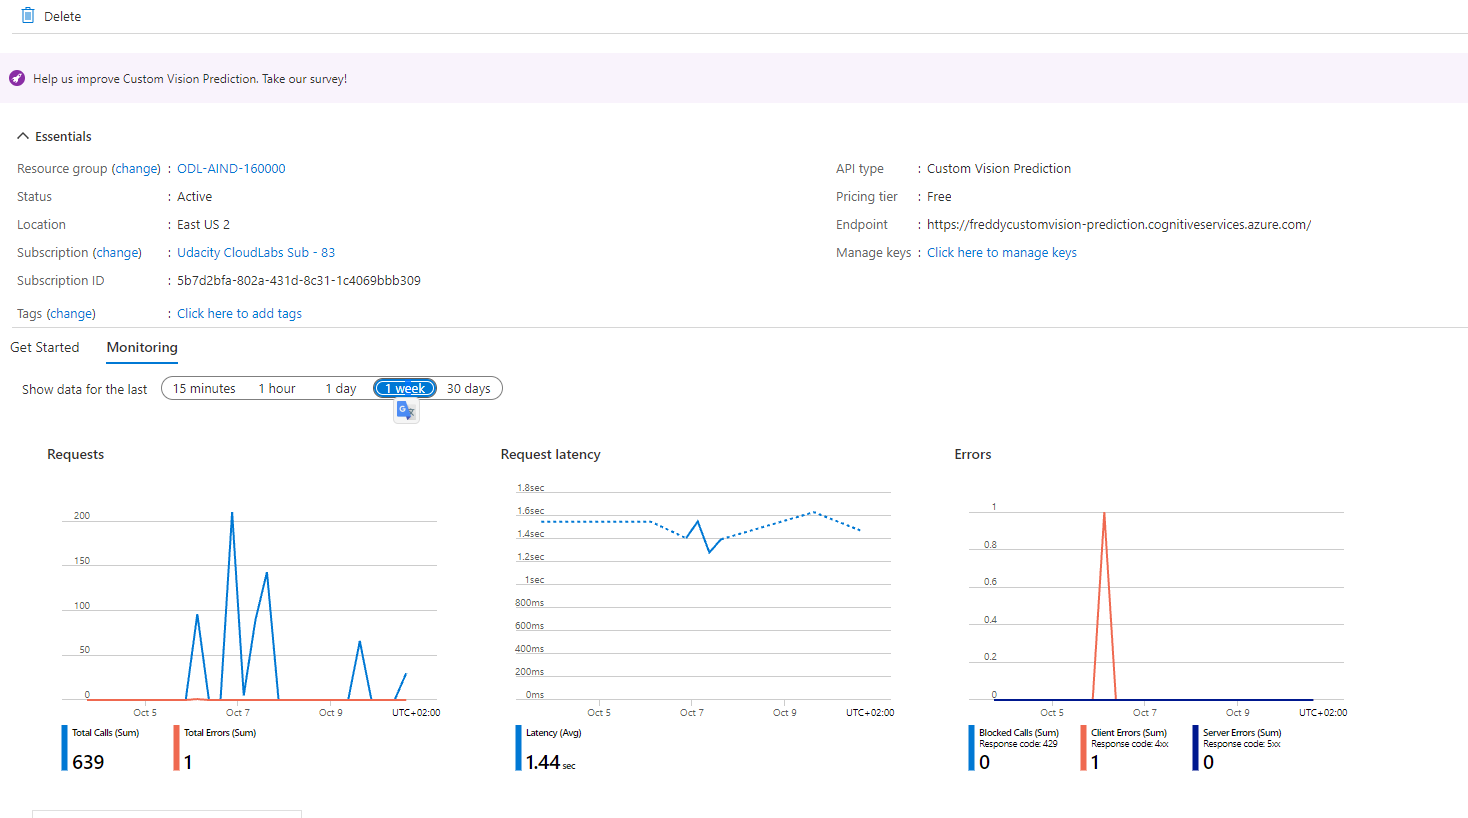 Delete
Help us improve Custom Vision Prediction. Take our survey!
Essentials
Resource group (change) : ODL-AIND-160000
Status : Active
Location : East US 2
Subscription (change) : Udacity CloudLabs Sub - 83
Subscription ID : 5b7d2bfa-802a-431d-8c31-1c4069bbb309
Tags (change) : Click here to add tags
API type : Custom Vision Prediction
Pricing tier : Free
Endpoint : https://freddycustomvision-prediction.cognitiveservices.azure.com/
Manage keys : Click here to manage keys
Get Started Monitoring
Show data for the last 15 minutes 1 hour 1 day 1 week 30 days
Requests
200
150
100
50
0
Oct 5 Oct 7 Oct 9 UTC+02:00
Total Calls (Sum) Total Errors (Sum)
639 1
Request latency
1.8sec
1.6sec
1.4sec
1.2sec
1sec
800ms
600ms
400ms
200ms
0ms
Oct 5 Oct 7 Oct 9 UTC+02:00
Latency (Avg)
1.44 sec
Errors
1
0.8
0.6
0.4
0.2
0
Oct 5 Oct 7 Oct 9 UTC+02:00
Blocked Calls (Sum) Client Errors (Sum) Server Errors (Sum)
Response code: 429 Response code: 4xx Response code: 5xx
0 1 0